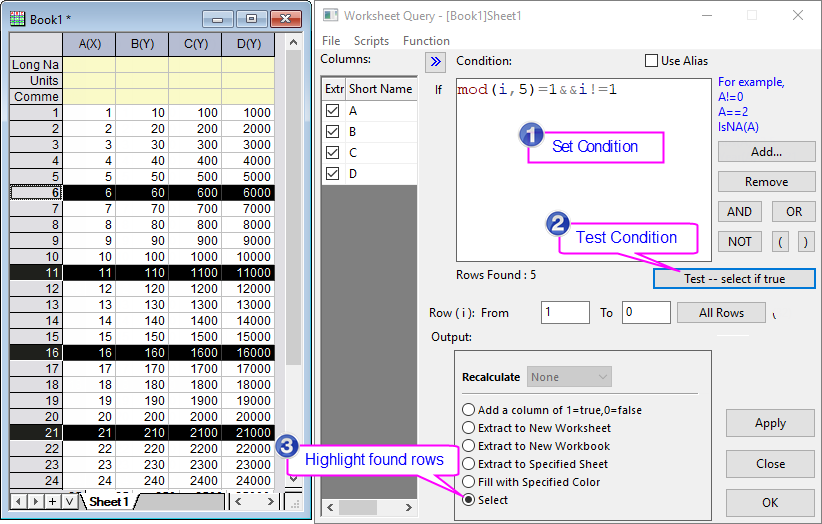 Book1 *
A(X) B(Y) C(Y) D(Y)
Long Na
Units
Comme
1 1 10 100 1000
2 2 20 200 2000
3 3 30 300 3000
4 4 40 400 4000
5 5 50 500 5000
6 6 60 600 6000
7 7 70 700 7000
8 8 80 800 8000
9 9 90 900 9000
10 10 100 1000 10000
11 11 110 1100 11000
12 12 120 1200 12000
13 13 130 1300 13000
14 14 140 1400 14000
15 15 150 1500 15000
16 16 160 1600 16000
17 17 170 1700 17000
18 18 180 1800 18000
19 19 190 1900 19000
20 20 200 2000 20000
21 21 210 2100 21000
22 22 220 2200 22000
23 23 230 2300 23000
24 24 240 2400 24000
Sheet1
Worksheet Query - [Book1]Sheet1
File Scripts Function
Columns:
Extr Short Name
A
B
C
D
Condition:
Use Alias
If
mod(i,5)=1&&i!=1
For example,
A!=0
A==2
IsNA(A)
1 Set Condition
Add...
Remove
AND OR
NOT ( )
2 Test Condition
Rows Found : 5
Test -- select if true
Row ( i ): From 1 To 0 All Rows
Output:
Recalculate None
Add a column of 1=true,0=false
Extract to New Worksheet
Extract to New Workbook
Extract to Specified Sheet
Fill with Specified Color
Select
3 Highlight found rows
Apply
Close
OK